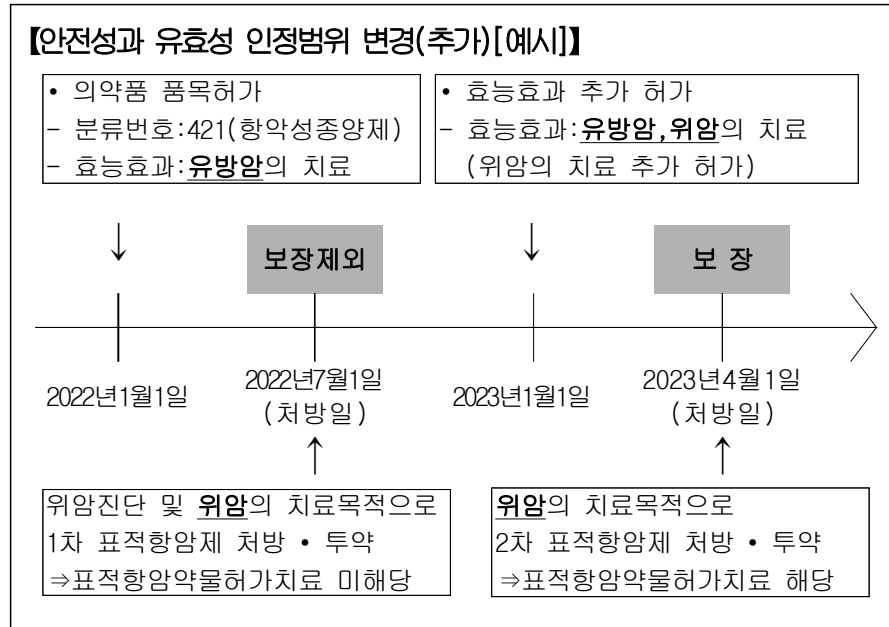 【안전성과 유효성 인정범위 변경(추가)[예시]】
• 의약품 품목허가
- 분류번호:421(항악성종양제)
- 효능효과:유방암의 치료
• 효능효과 추가 허가
- 효능효과:유방암,위암의 치료
(위암의 치료 추가 허가)
보장제외
보 장
2022년1월1일
2022년7월1일
(처방일)
2023년1월1일
2023년4월1일
(처방일)
위암진단 및 위암의 치료목적으로
1차 표적항암제 처방 • 투약
⇒표적항암약물허가치료 미해당
위암의 치료목적으로
2차 표적항암제 처방 • 투약
⇒표적항암약물허가치료 해당